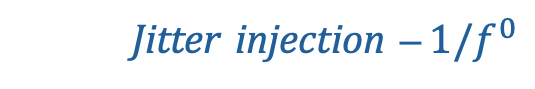 Jitter injection − 1/f⁰